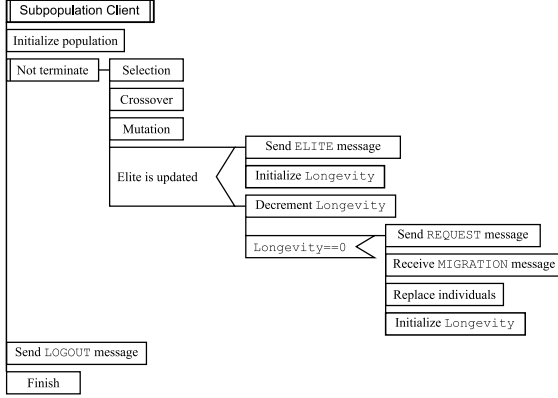 Subpopulation Client
Initialize population
Not terminate
Selection
Crossover
Mutation
Elite is updated
Send ELITE message
Initialize Longevity
Decrement Longevity
Longevity==0
Send REQUEST message
Receive MIGRATION message
Replace individuals
Initialize Longevity
Send LOGOUT message
Finish